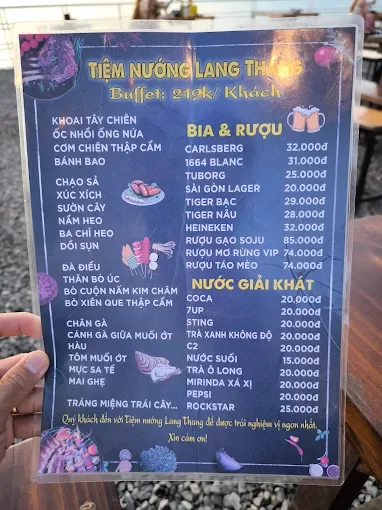 TIỆM NƯỚNG LANG THANG
Buffet: 219k/ Khách
KHOAI TÂY CHIÊN
ỐC NHỒI ỐNG NỨA
CƠM CHIÊN THẬP CẨM
BÁNH BAO
CHẠO SẢ
XÚC XÍCH
SƯỜN CÂY
NẦM HEO
BA CHỈ HEO
DỒI SỤN
ĐÀ ĐIỂU
THĂN BÒ ÚC
BÒ CUỘN NẤM KIM CHÂM
BÒ XIÊN QUE THẬP CẨM
CHÂN GÀ
CÁNH GÀ GIỮA MUỐI ỚT
HÀU
TÔM MUỐI ỚT
MỰC SA TẾ
MAI GHẸ
TRÁNG MIỆNG TRÁI CÂY...
BIA & RƯỢU
CARLSBERG 32.000đ
1664 BLANC 31.000đ
TUBORG 25.000đ
SÀI GÒN LAGER 20.000đ
TIGER BẠC 29.000đ
TIGER NÂU 28.000đ
HEINEKEN 32.000đ
RƯỢU GẠO SOJU 85.000đ
RƯỢU MƠ RỪNG VIP 74.000đ
RƯỢU TÁO MÈO 74.000đ
NƯỚC GIẢI KHÁT
COCA 20.000đ
7UP 20.000đ
STING 20.000đ
TRÀ XANH KHÔNG ĐỘ 20.000đ
C2 20.000đ
NƯỚC SUỐI 15.000đ
TRÀ Ô LONG 20.000đ
MIRINDA XÁ XỊ 20.000đ
PEPSI 20.000đ
ROCKSTAR 25.000đ
Quý khách đến với Tiệm nướng Lang Thang để được trải nghiệm vị ngon nhất.
Xin cảm ơn!